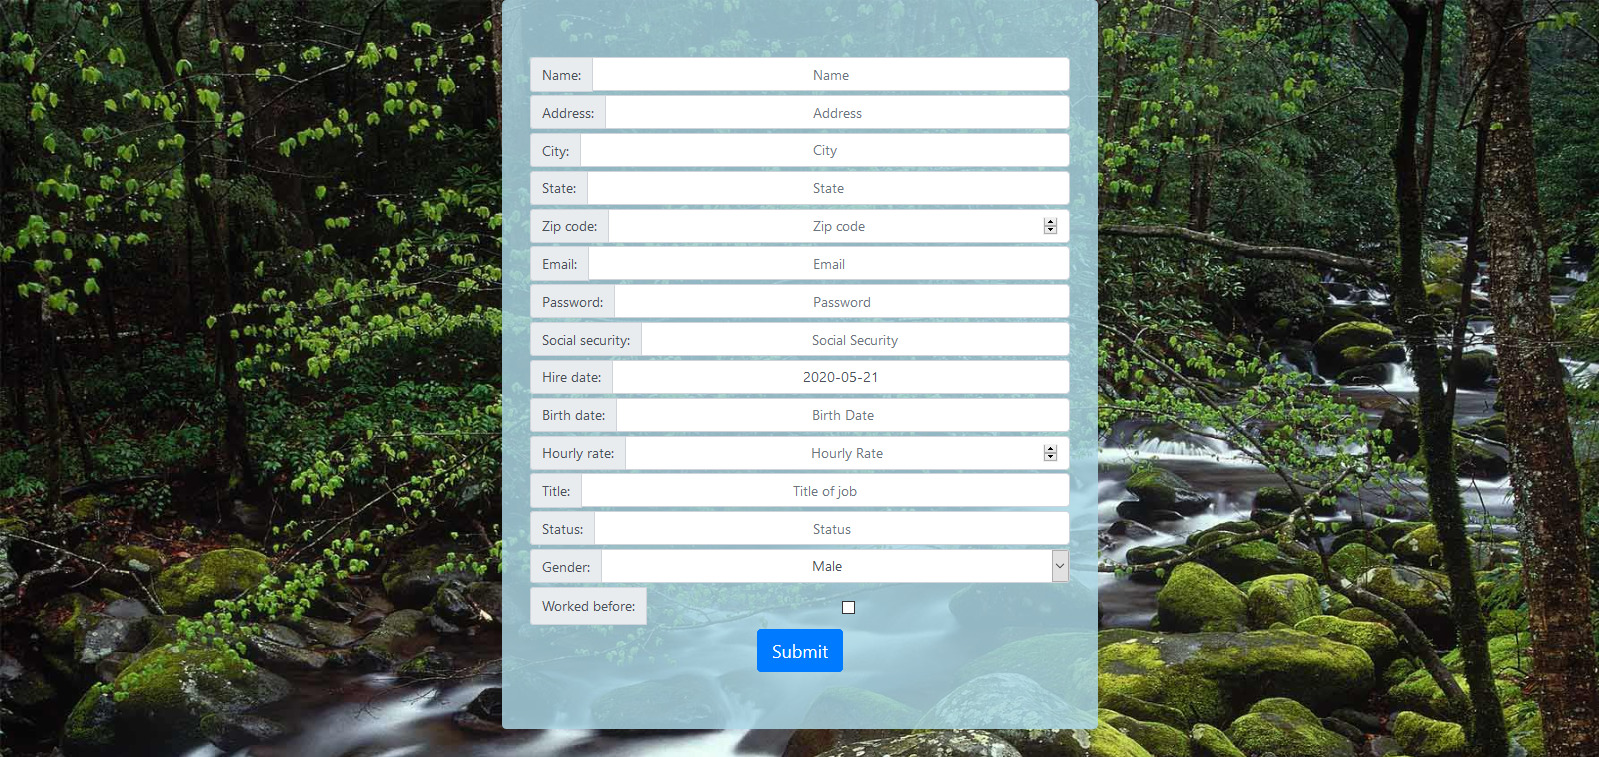 Name: Name
Address: Address
City: City
State: State
Zip code: Zip code
Email: Email
Password: Password
Social security: Social Security
Hire date: 2020-05-21
Birth date: Birth Date
Hourly rate: Hourly Rate
Title: Title of job
Status: Status
Gender: Male
Worked before:
Submit